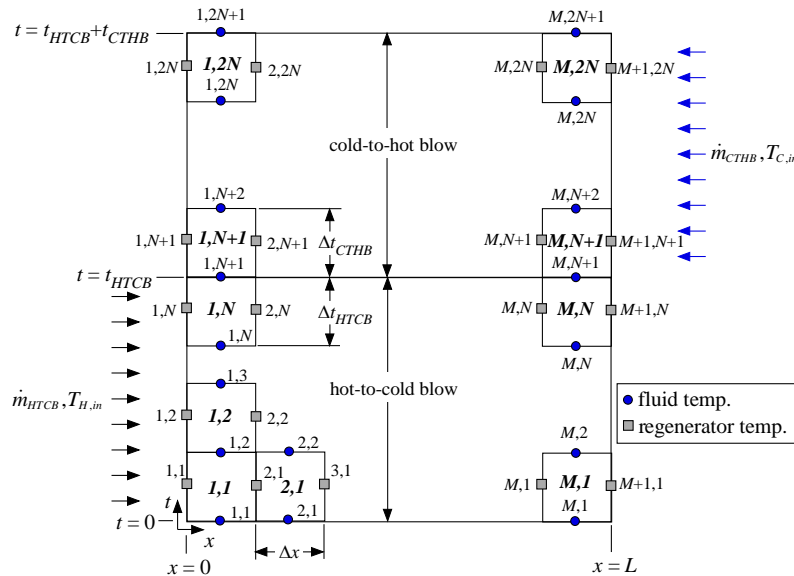 1,2N+1
M,2N+1
t = t_HTCB+t_CTHB
1,2N
1,2N
2,2N
M,2N
M,2N
M+1,2N
1,2N
M,2N
cold-to-hot blow
ṁ_CTHB, T_C,in
1,N+2
M,N+2
1,N+1
1,N+1
2,N+1
Δt_CTHB
M,N+1
M,N+1
M+1,N+1
1,N+1
M,N+1
t = t_HTCB
1,N
1,N
2,N
Δt_HTCB
M,N
M,N
M+1,N
1,N
M,N
1,3
hot-to-cold blow
ṁ_HTCB, T_H,in
fluid temp.
regenerator temp.
1,2
1,2
2,2
1,2
2,2
M,2
1,1
1,1
2,1
2,1
3,1
M,1
M,1
M+1,1
t
1,1
2,1
M,1
t=0
x
Δx
x = 0
x = L